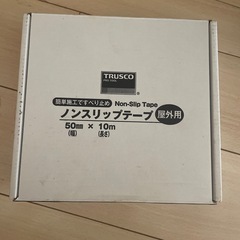 TRUSCO
簡単施工ですべり止め Non-Slip Tape
ノンスリップテープ 屋外用
50mm × 10m
(幅) (長さ)